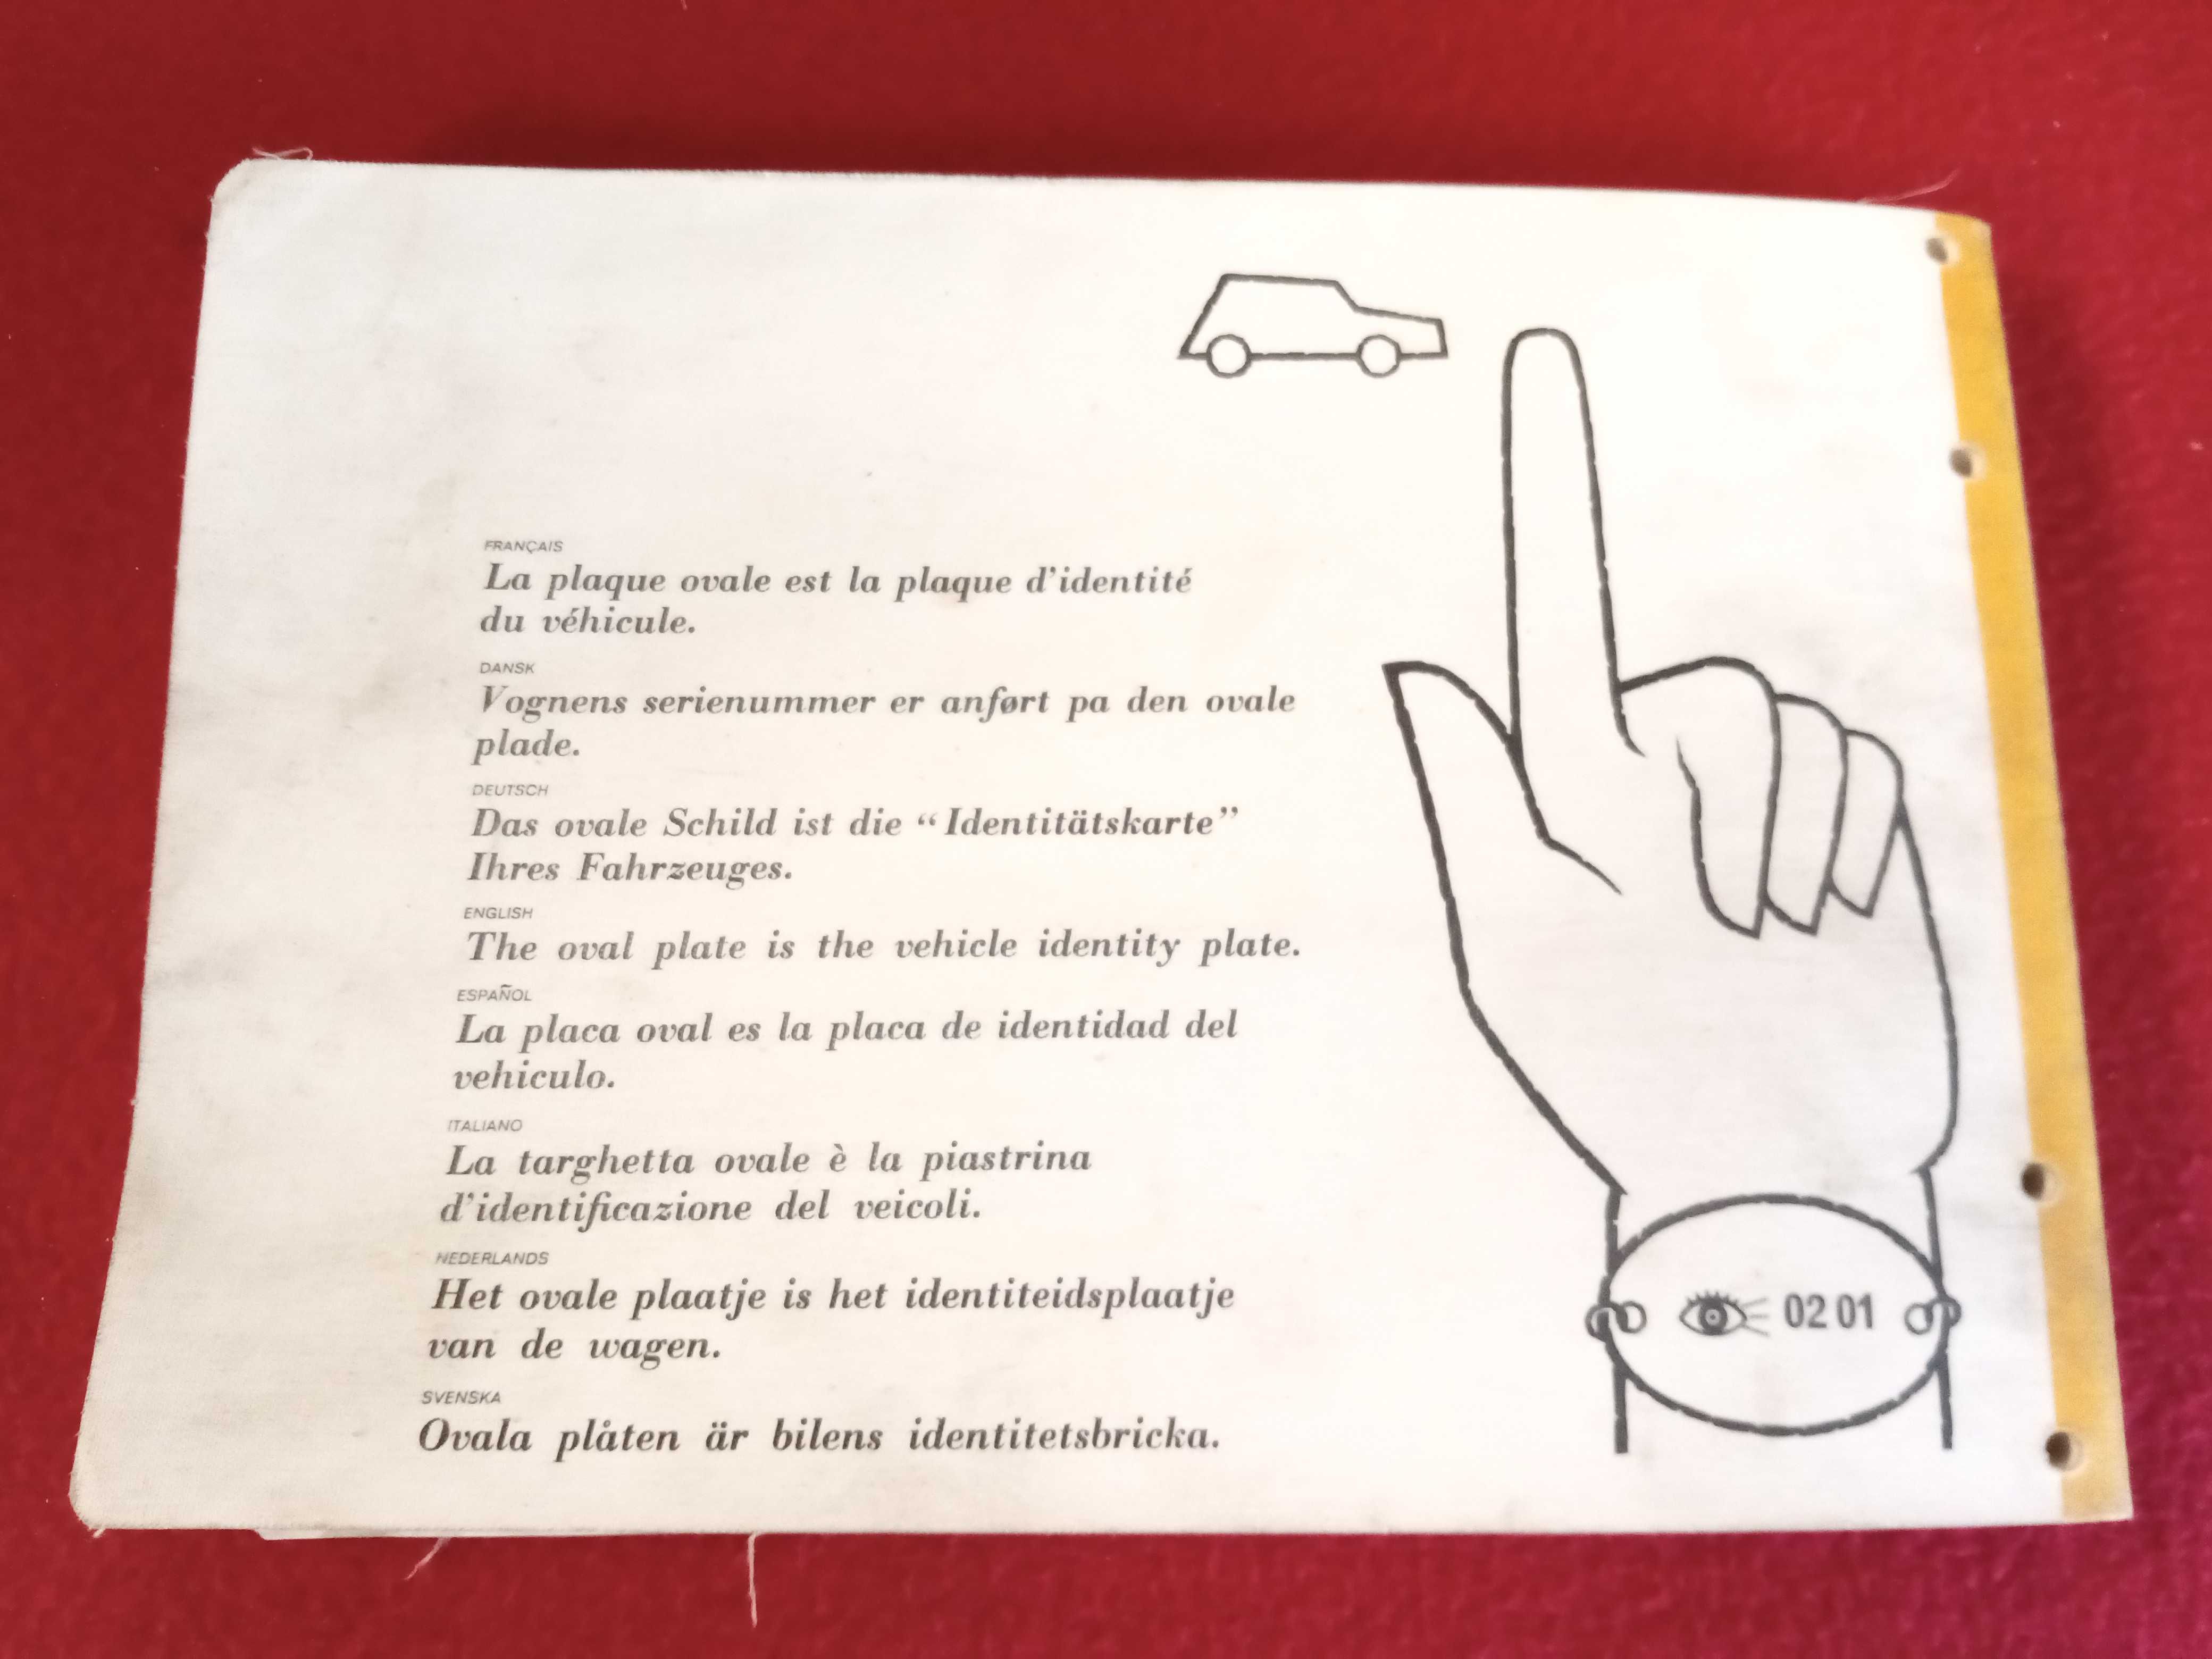 FRANÇAIS
La plaque ovale est la plaque d'identité
du véhicule.
DANSK
Vognens serienummer er anført pa den ovale
plade.
DEUTSCH
Das ovale Schild ist die “Identitätskarte”
Ihres Fahrzeuges.
ENGLISH
The oval plate is the vehicle identity plate.
ESPAÑOL
La placa oval es la placa de identidad del
vehiculo.
ITALIANO
La targhetta ovale è la piastrina
d'identificazione del veicoli.
NEDERLANDS
Het ovale plaatje is het identiteidsplaatje
van de wagen.
SVENSKA
Ovala plåten är bilens identitetsbricka.
02 01